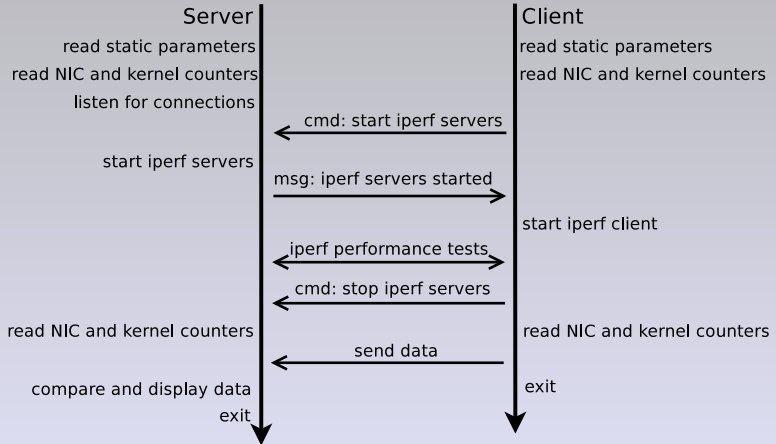 Server
Client
read static parameters
read static parameters
read NIC and kernel counters
read NIC and kernel counters
listen for connections
cmd: start iperf servers
start iperf servers
msg: iperf servers started
start iperf client
iperf performance tests
cmd: stop iperf servers
read NIC and kernel counters
read NIC and kernel counters
send data
compare and display data
exit
exit